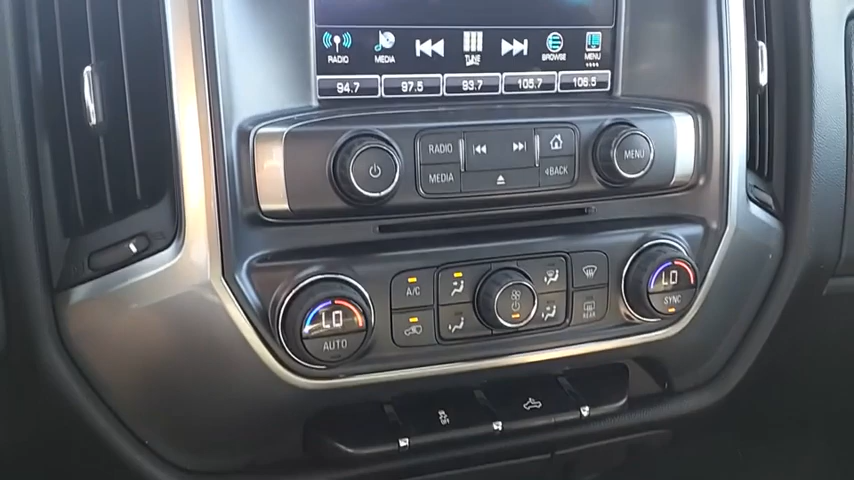 RADIO MEDIA TUNE BROWSE MENU
94.7 97.5 93.7 105.7 106.5
RADIO
MEDIA
BACK
MENU
A/C
LO
AUTO
REAR
LO
SYNC